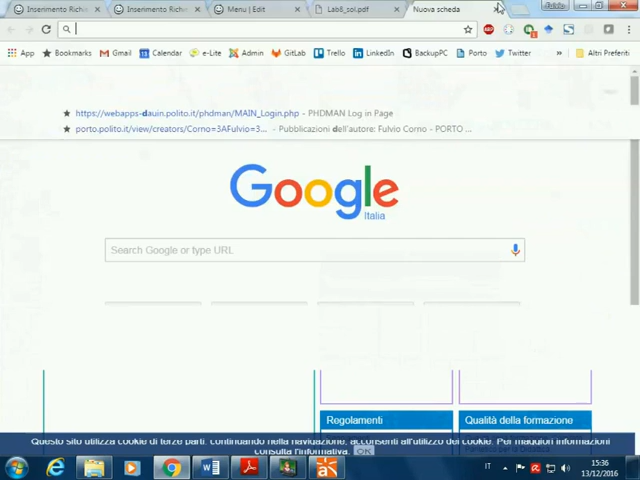 Inserimento Richie
Inserimento Richie
Menu | Edit
Lab8_sol.pdf
Nuova scheda
Fulvio
Apps
Bookmarks
Gmail
Calendar
e-Lite
Admin
GitLab
Trello
LinkedIn
BackupPC
Porto
Twitter
Altri Preferiti
https://webapps-dauin.polito.it/phdman/MAIN_Login.php - PHDMAN Log in Page
porto.polito.it/view/creators/Corno=3AFulvio=3... - Pubblicazioni dell'autore: Fulvio Corno - PORTO ...
Google
Italia
Search Google or type URL
Regolamenti
Qualità della formazione
Questo sito utilizza cookie di terze parti: continuando nella navigazione, acconsenti all'utilizzo dei cookie. Per maggiori informazioni
consulta l'informativa. OK
IT
15:36
13/12/2016